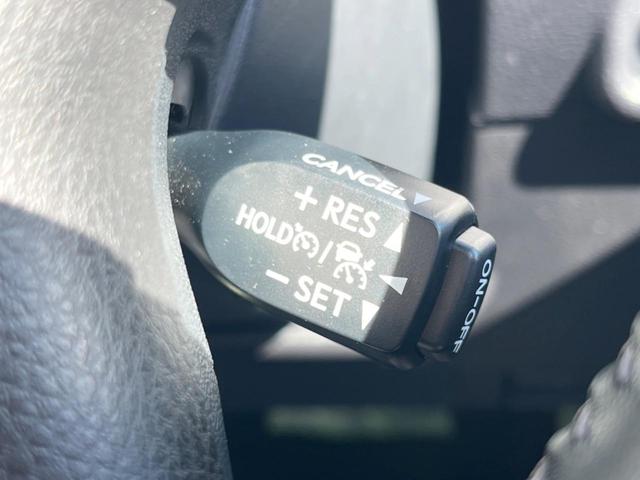 CANCEL
+ RES
HOLD /
− SET
ON-OFF